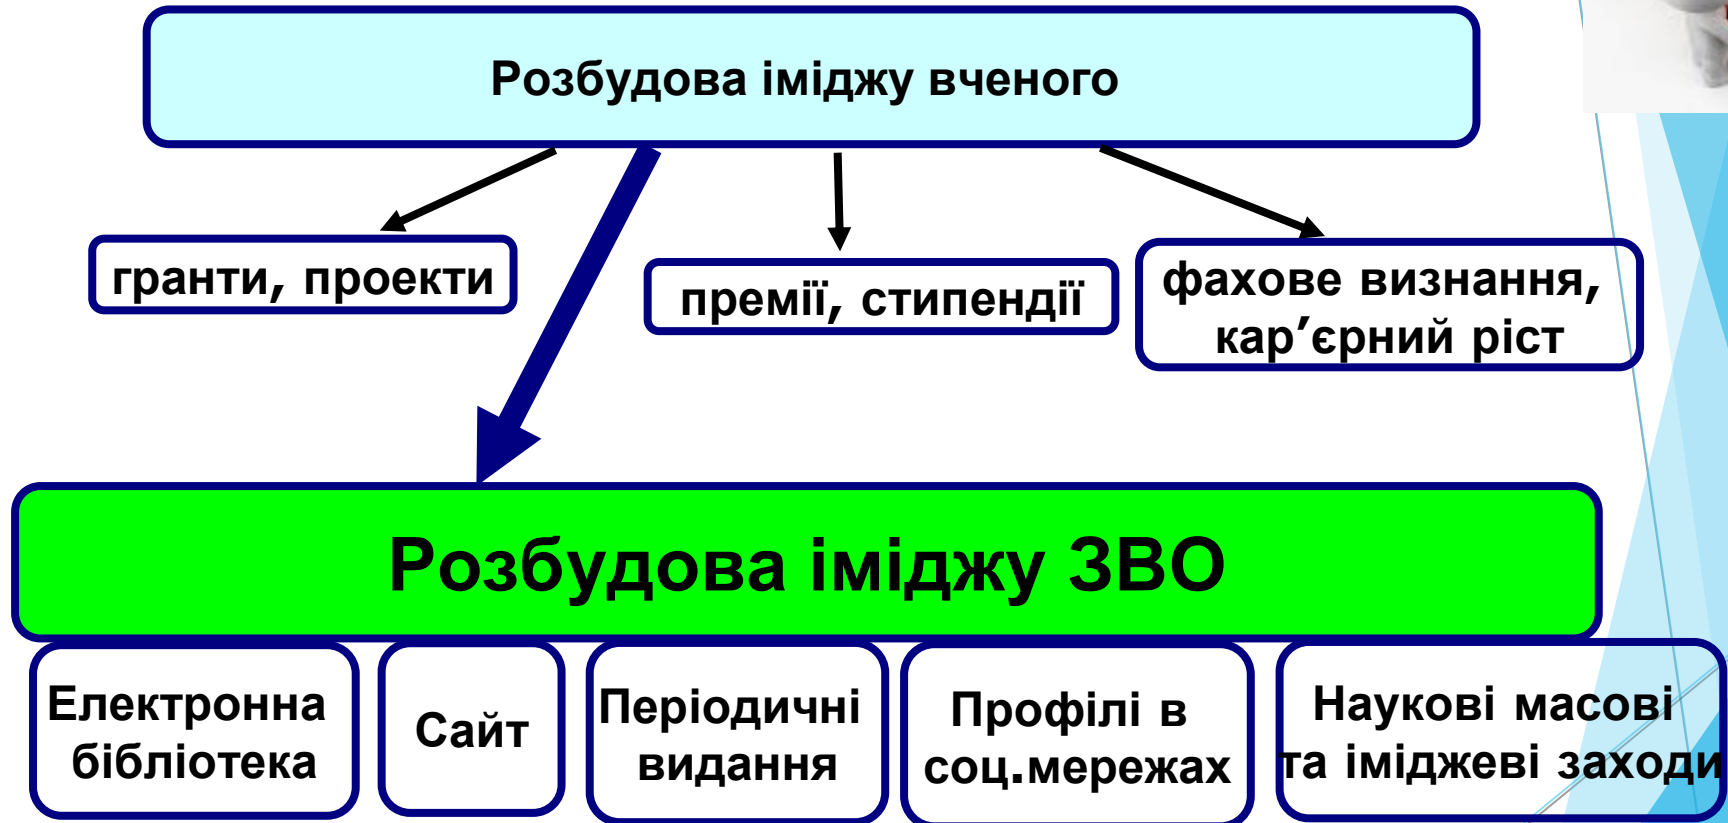 Розбудова іміджу вченого
гранти, проекти
премії, стипендії
фахове визнання,
кар’єрний ріст
Розбудова іміджу ЗВО
Електронна
бібліотека
Сайт
Періодичні
видання
Профілі в
соц.мережах
Наукові масові
та іміджеві заходи